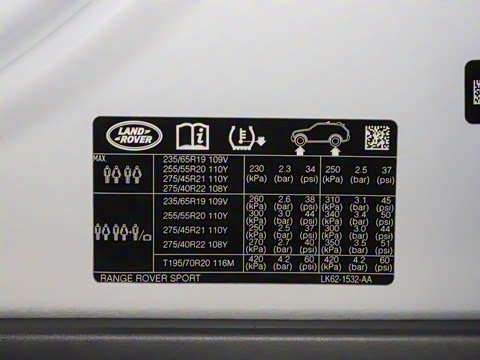 LAND
ROVER
MAX
235/65R19 109V
255/55R20 110Y
275/45R21 110Y
275/40R22 108Y
230 2.3 34 250 2.5 37
(kPa) (bar) (psi) (kPa) (bar) (psi)
235/65R19 109V 260 2.6 38 310 3.1 45
(kPa) (bar) (psi) (kPa) (bar) (psi)
255/55R20 110Y 300 3.0 44 340 3.4 50
(kPa) (bar) (psi) (kPa) (bar) (psi)
275/45R21 110Y 250 2.5 37 300 3.0 44
(kPa) (bar) (psi) (kPa) (bar) (psi)
275/40R22 108Y 270 2.7 40 350 3.5 51
(kPa) (bar) (psi) (kPa) (bar) (psi)
T195/70R20 116M 420 4.2 60 420 4.2 60
(kPa) (bar) (psi) (kPa) (bar) (psi)
RANGE ROVER SPORT LK62-1532-AA